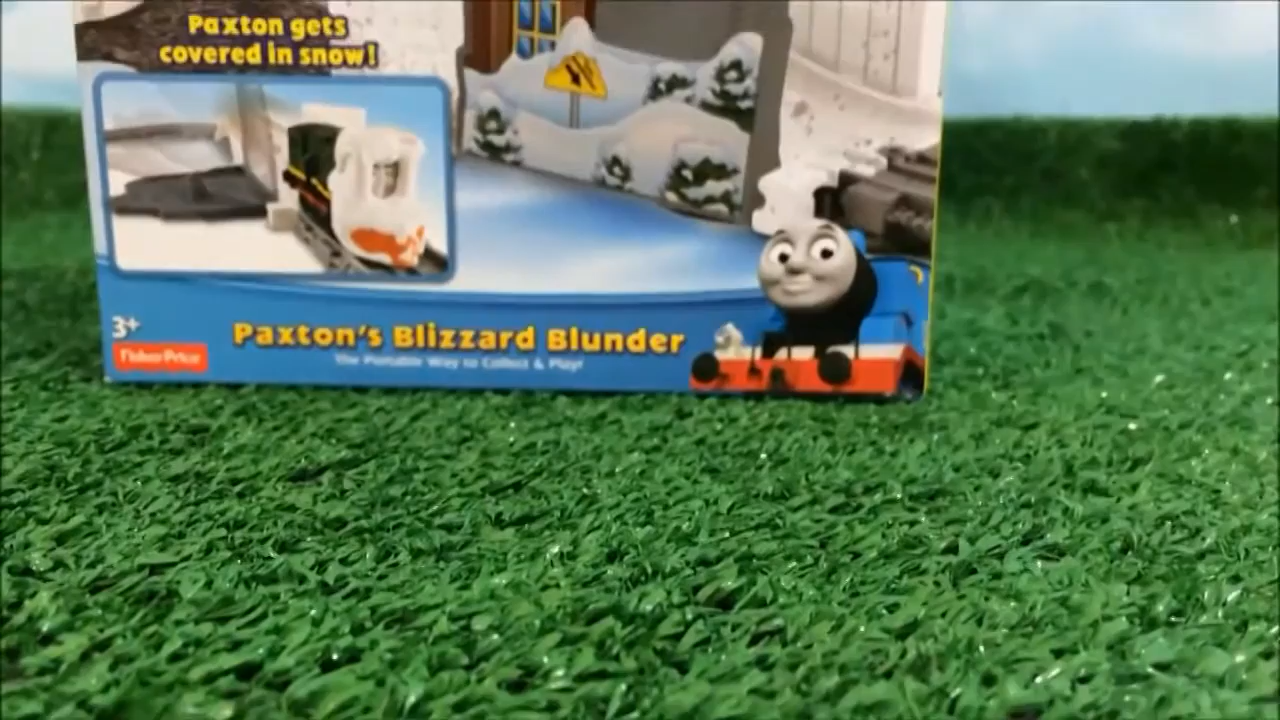 Paxton gets
covered in snow!
3+
Fisher-Price
Paxton's Blizzard Blunder
The Portable Way to Collect & Play!